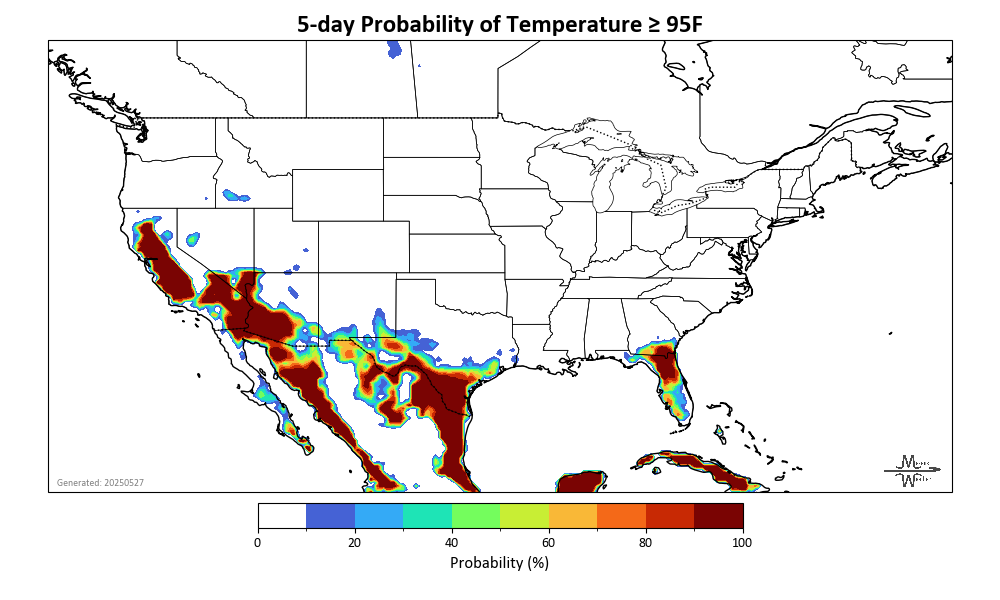 5-day Probability of Temperature ≥ 95F
Generated: 20250527
0 20 40 60 80 100
Probability (%)